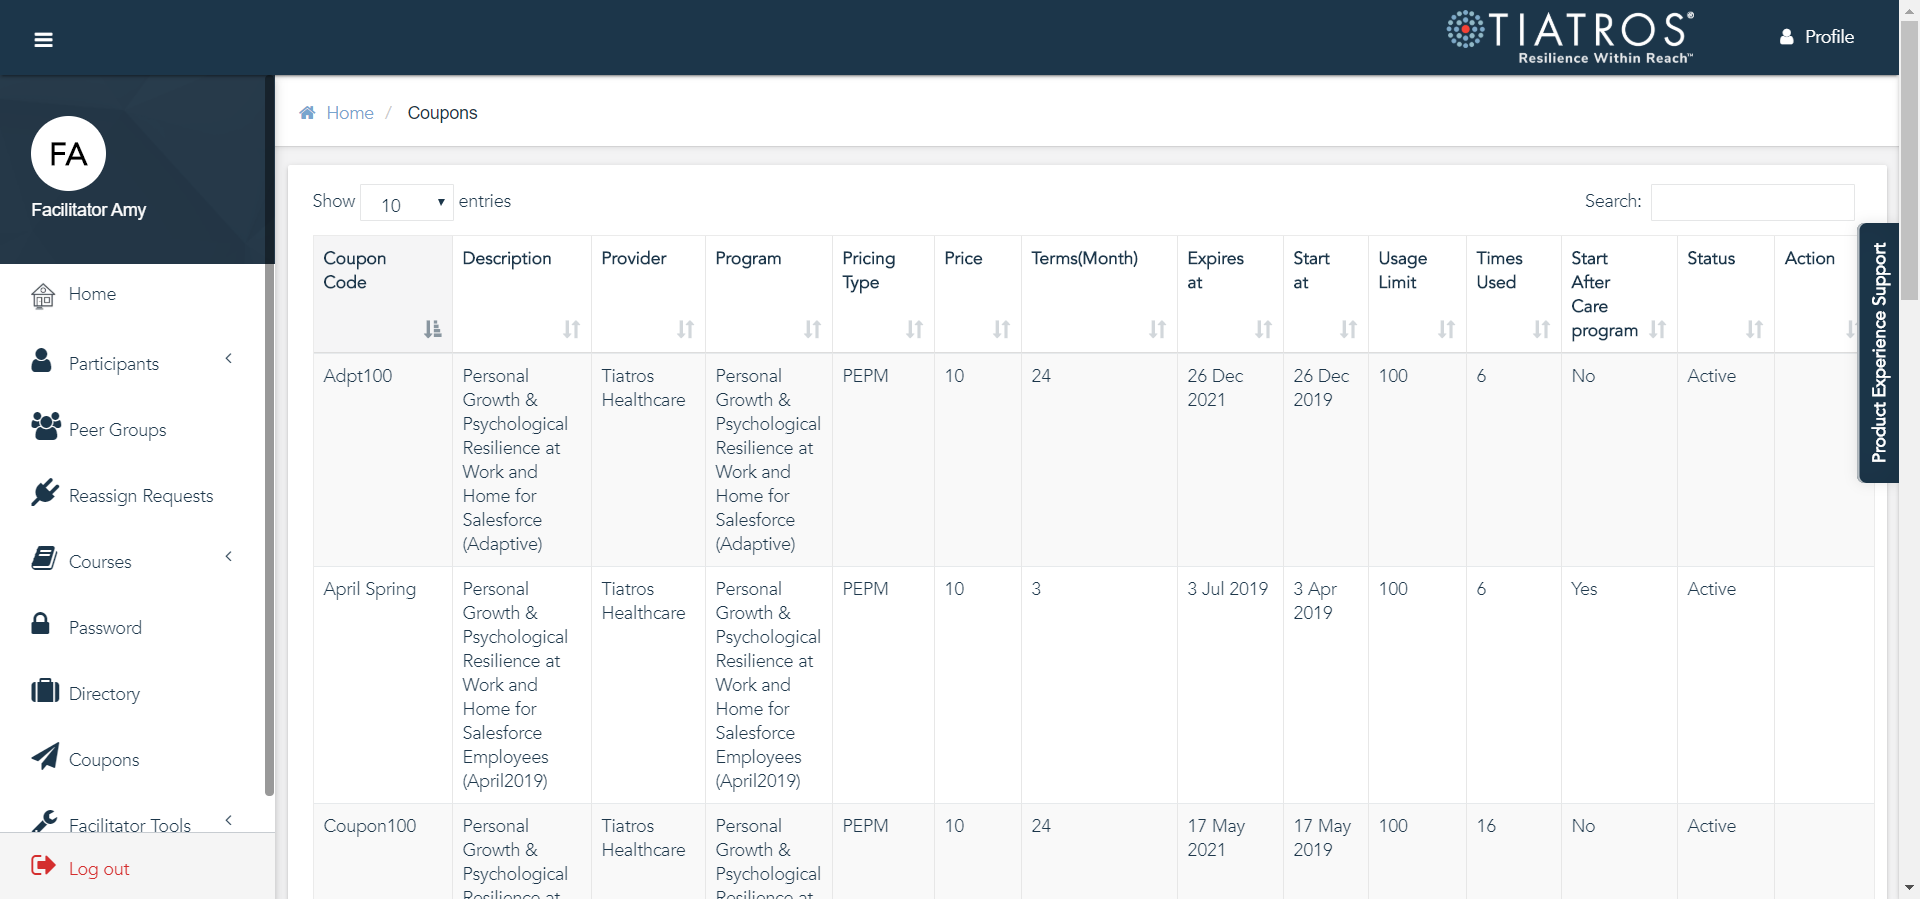 TIATROS®
Resilience Within Reach™
Profile
FA
Facilitator Amy
Home
Participants
Peer Groups
Reassign Requests
Courses
Password
Directory
Coupons
Facilitator Tools
Log out
Home / Coupons
Show 10 entries
Search:
Coupon Code
Description
Provider
Program
Pricing Type
Price
Terms(Month)
Expires at
Start at
Usage Limit
Times Used
Start After Care program
Status
Action
Adpt100
Personal
Growth &
Psychological
Resilience at
Work and
Home for
Salesforce
(Adaptive)
Tiatros
Healthcare
Personal
Growth &
Psychological
Resilience at
Work and
Home for
Salesforce
(Adaptive)
PEPM
10
24
26 Dec
2021
26 Dec
2019
100
6
No
Active
April Spring
Personal
Growth &
Psychological
Resilience at
Work and
Home for
Salesforce
Employees
(April2019)
Tiatros
Healthcare
Personal
Growth &
Psychological
Resilience at
Work and
Home for
Salesforce
Employees
(April2019)
PEPM
10
3
3 Jul 2019
3 Apr
2019
100
6
Yes
Active
Coupon100
Personal
Growth &
Psychological
Resilience at
Tiatros
Healthcare
Personal
Growth &
Psychological
Resilience at
PEPM
10
24
17 May
2021
17 May
2019
100
16
No
Active
Product Experience Support